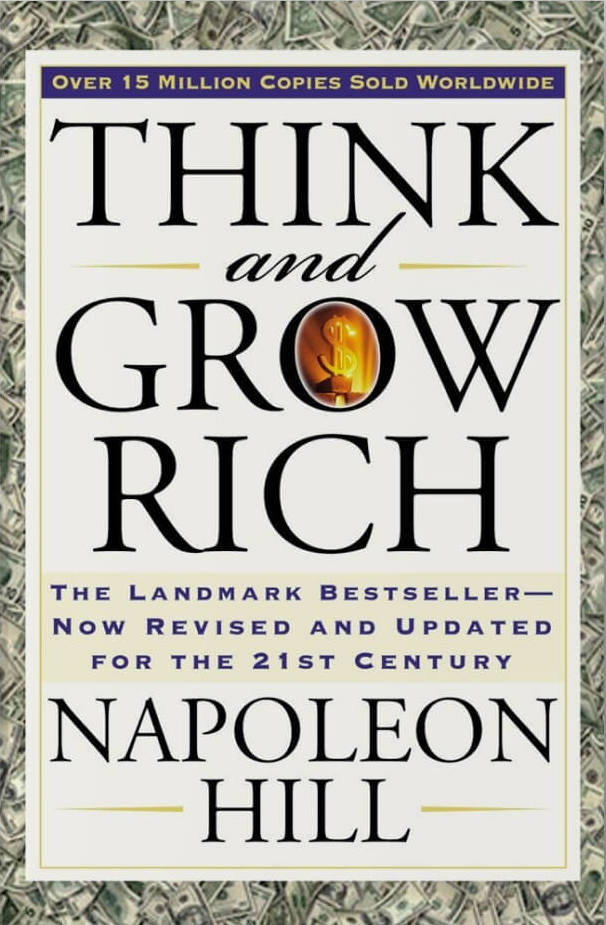 OVER 15 MILLION COPIES SOLD WORLDWIDE
THINK
and
GROW
RICH
THE LANDMARK BESTSELLER—
NOW REVISED AND UPDATED
FOR THE 21ST CENTURY
NAPOLEON
HILL